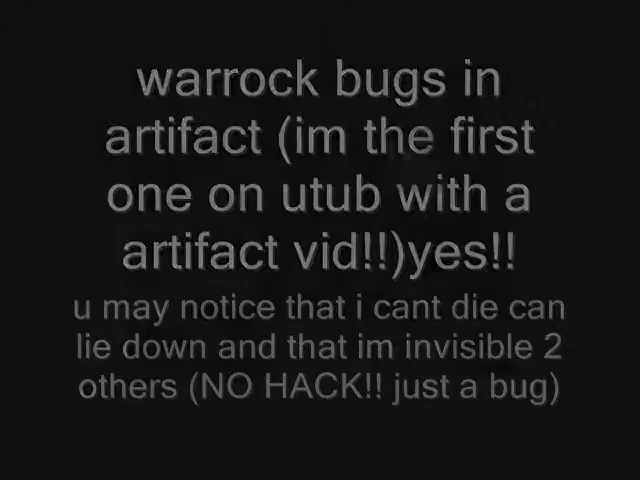 warrock bugs in
artifact (im the first
one on utub with a
artifact vid!!)yes!!
u may notice that i cant die can
lie down and that im invisible 2
others (NO HACK!! just a bug)